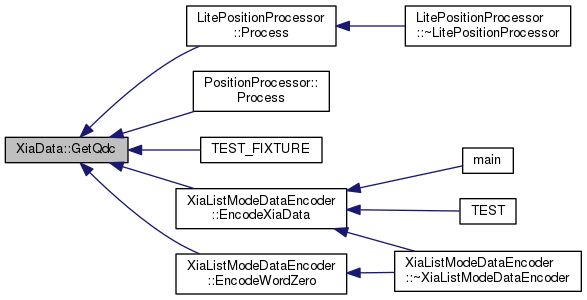 LitePositionProcessor
::Process
LitePositionProcessor
::~LitePositionProcessor
PositionProcessor::
Process
XiaData::GetQdc
TEST_FIXTURE
main
XiaListModeDataEncoder
::EncodeXiaData
TEST
XiaListModeDataEncoder
::EncodeWordZero
XiaListModeDataEncoder
::~XiaListModeDataEncoder